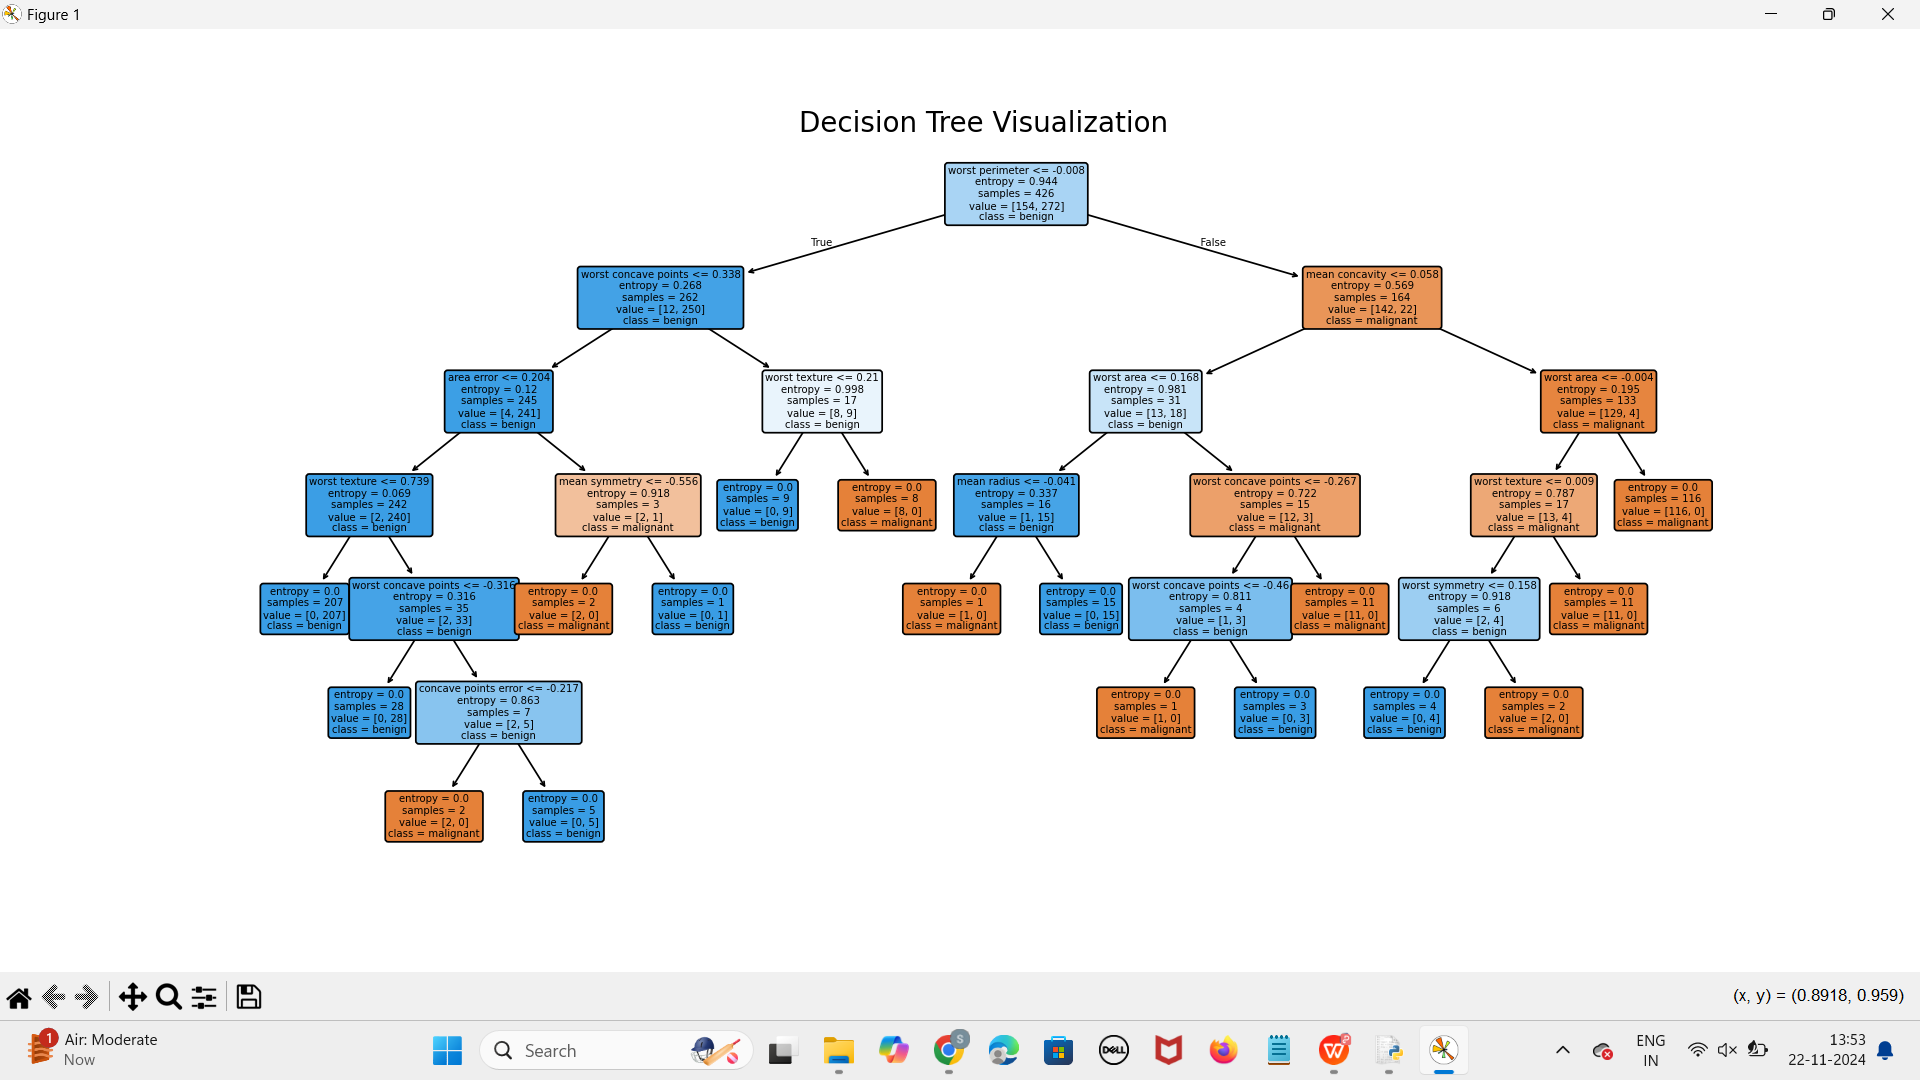 Figure 1
Decision Tree Visualization
worst perimeter <= -0.008
entropy = 0.944
samples = 426
value = [154, 272]
class = benign
True
False
worst concave points <= 0.338
entropy = 0.268
samples = 262
value = [12, 250]
class = benign
mean concavity <= 0.058
entropy = 0.569
samples = 164
value = [142, 22]
class = malignant
area error <= 0.204
entropy = 0.12
samples = 245
value = [4, 241]
class = benign
worst texture <= 0.21
entropy = 0.998
samples = 17
value = [8, 9]
class = benign
worst area <= 0.168
entropy = 0.981
samples = 31
value = [13, 18]
class = benign
worst area <= -0.004
entropy = 0.195
samples = 133
value = [129, 4]
class = malignant
worst texture <= 0.739
entropy = 0.069
samples = 242
value = [2, 240]
class = benign
mean symmetry <= -0.556
entropy = 0.918
samples = 3
value = [2, 1]
class = malignant
entropy = 0.0
samples = 9
value = [0, 9]
class = benign
entropy = 0.0
samples = 8
value = [8, 0]
class = malignant
mean radius <= -0.041
entropy = 0.337
samples = 16
value = [1, 15]
class = benign
worst concave points <= -0.267
entropy = 0.722
samples = 15
value = [12, 3]
class = malignant
worst texture <= 0.009
entropy = 0.787
samples = 17
value = [13, 4]
class = malignant
entropy = 0.0
samples = 116
value = [116, 0]
class = malignant
entropy = 0.0
samples = 207
value = [0, 207]
class = benign
worst concave points <= -0.316
entropy = 0.316
samples = 35
value = [2, 33]
class = benign
entropy = 0.0
samples = 2
value = [2, 0]
class = malignant
entropy = 0.0
samples = 1
value = [0, 1]
class = benign
entropy = 0.0
samples = 1
value = [1, 0]
class = malignant
entropy = 0.0
samples = 15
value = [0, 15]
class = benign
worst concave points <= -0.46
entropy = 0.811
samples = 4
value = [1, 3]
class = benign
entropy = 0.0
samples = 11
value = [11, 0]
class = malignant
worst symmetry <= 0.158
entropy = 0.918
samples = 6
value = [2, 4]
class = benign
entropy = 0.0
samples = 11
value = [11, 0]
class = malignant
entropy = 0.0
samples = 28
value = [0, 28]
class = benign
concave points error <= -0.217
entropy = 0.863
samples = 7
value = [2, 5]
class = benign
entropy = 0.0
samples = 1
value = [1, 0]
class = malignant
entropy = 0.0
samples = 3
value = [0, 3]
class = benign
entropy = 0.0
samples = 4
value = [0, 4]
class = benign
entropy = 0.0
samples = 2
value = [2, 0]
class = malignant
entropy = 0.0
samples = 2
value = [2, 0]
class = malignant
entropy = 0.0
samples = 5
value = [0, 5]
class = benign
(x, y) = (0.8918, 0.959)
1
Air: Moderate
Now
Search
S
DELL
ENG
IN
13:53
22-11-2024